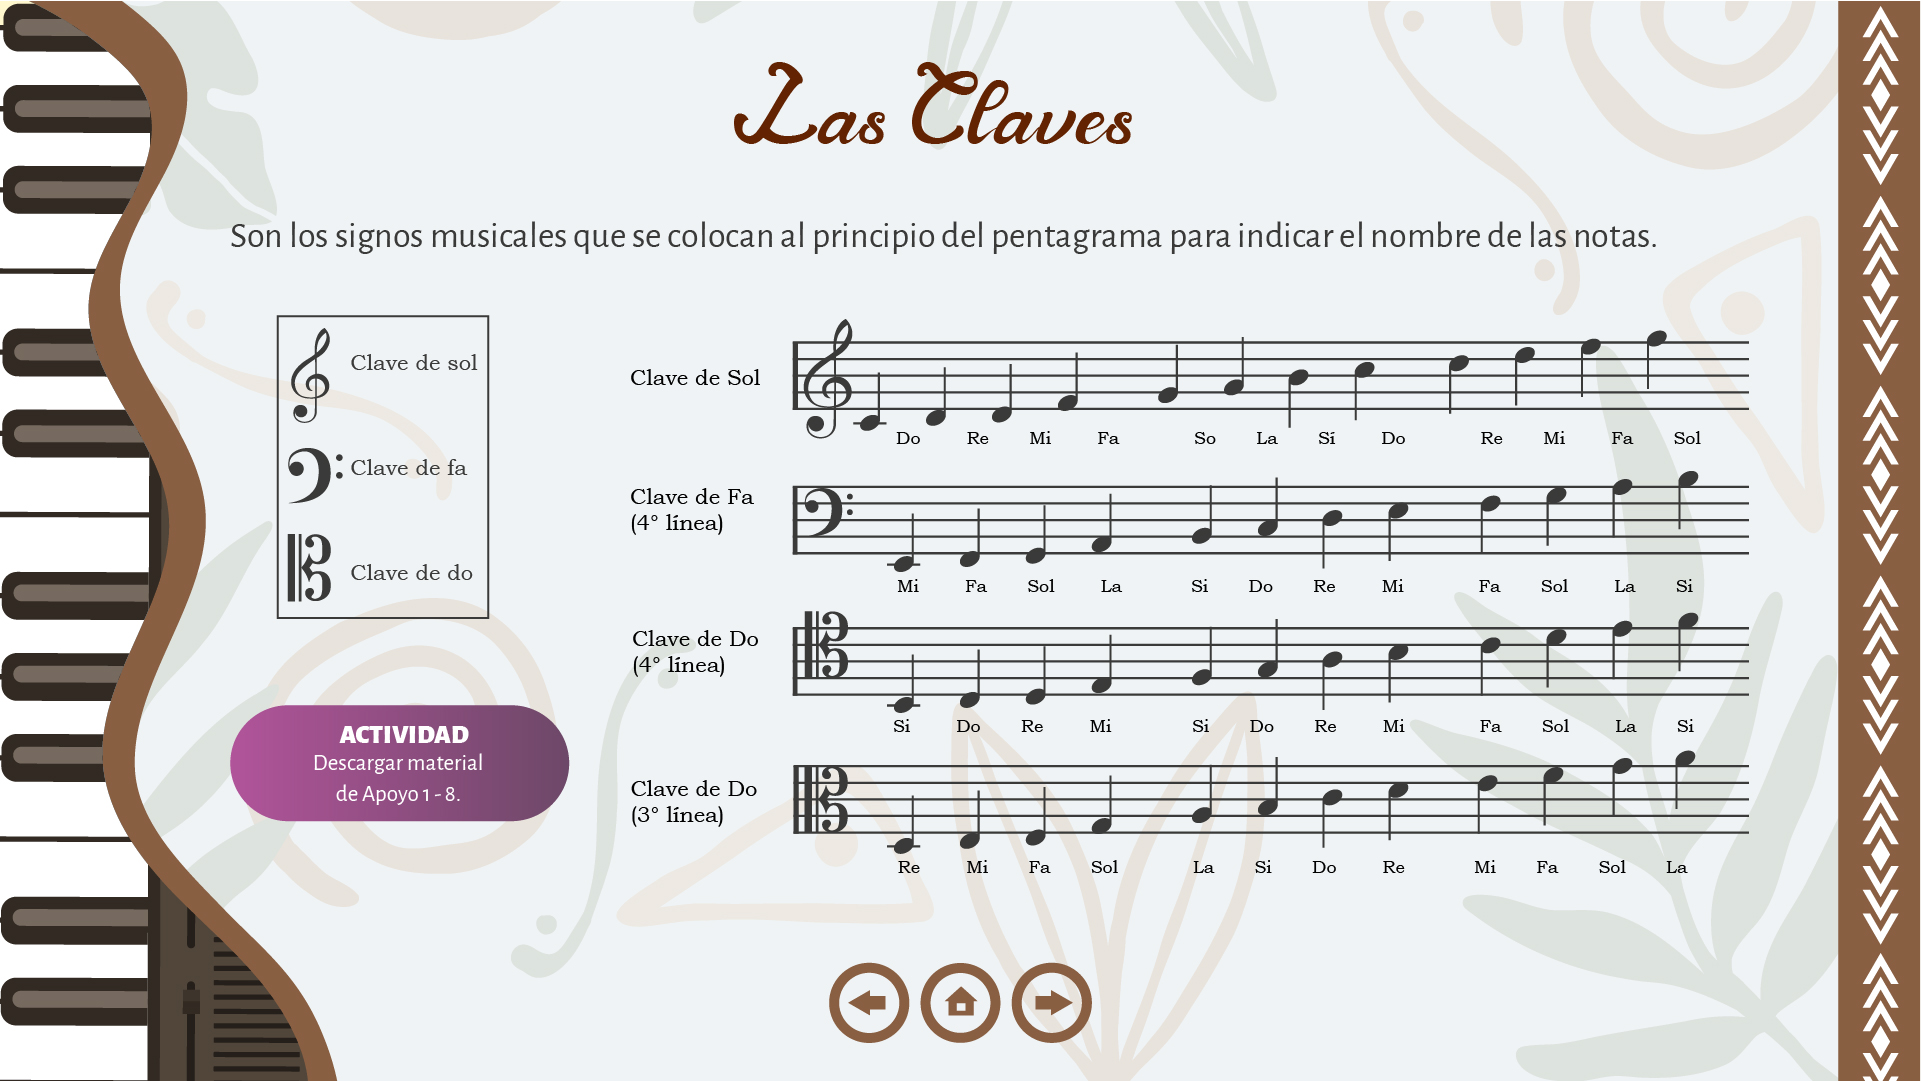 Las Claves
Son los signos musicales que se colocan al principio del pentagrama para indicar el nombre de las notas.
Clave de sol
Clave de fa
Clave de do
ACTIVIDAD
Descargar material
de Apoyo 1 - 8.
Clave de Sol
Do Re Mi Fa So La Sí Do Re Mi Fa Sol
Clave de Fa
(4° línea)
Mi Fa Sol La Si Do Re Mi Fa Sol La Si
Clave de Do
(4° línea)
Si Do Re Mi Si Do Re Mi Fa Sol La Si
Clave de Do
(3° línea)
Re Mi Fa Sol La Si Do Re Mi Fa Sol La